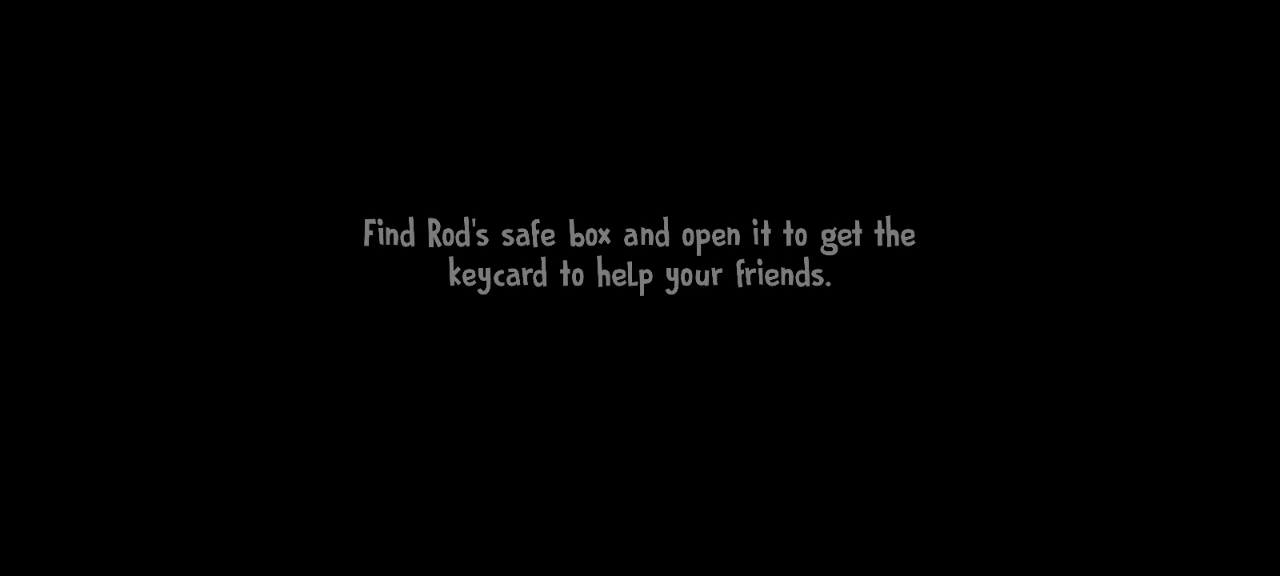 Find Rod's safe box and open it to get the
keycard to help your friends.